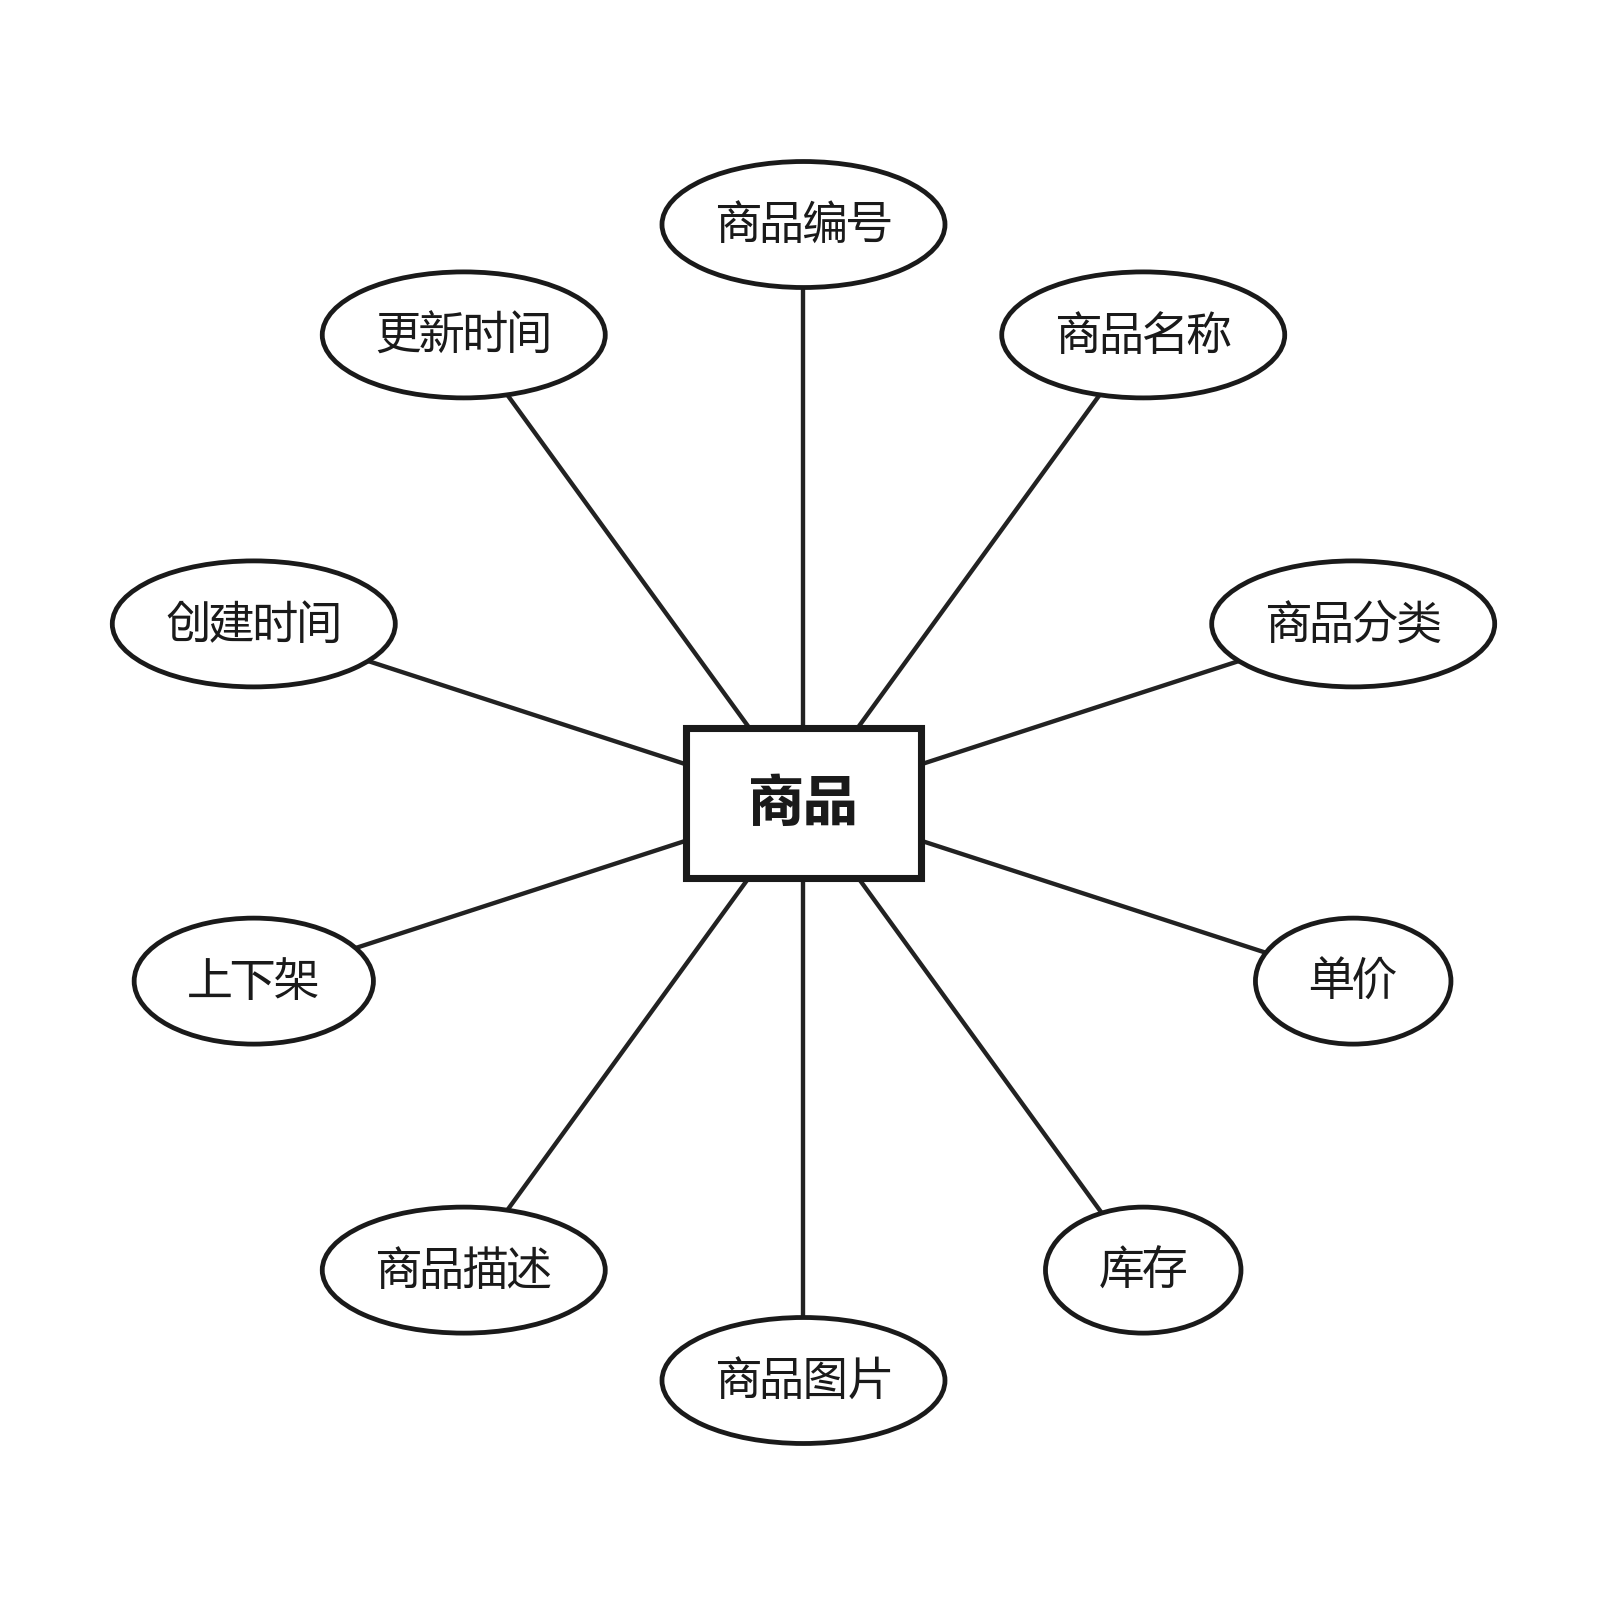 商品编号
更新时间
商品名称
创建时间
商品分类
商品
上下架
单价
商品描述
库存
商品图片